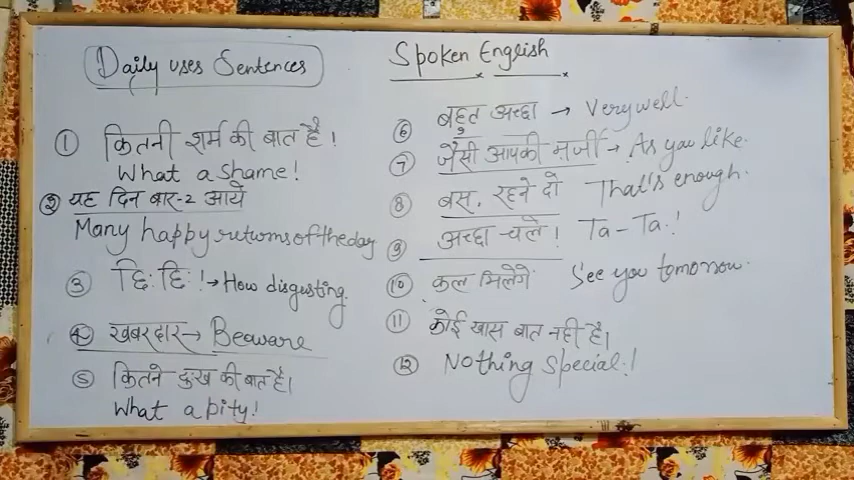 Daily uses Sentences
① कितनी शर्म की बात है।
What a shame!
② यह दिन बार-2 आये
Many happy returns of the day
③ छिः छिः !→ How disgusting.
④ खबरदार → Beaware
⑤ कितने दुःख की बात है।
What a pity!
Spoken English
⑥ बहुत अच्छा → Very well.
⑦ जैसी आपकी मर्जी → As you like.
⑧ बस. रहने दो That's enough.
⑨ अच्छा चले! Ta-Ta.!
⑩ कल मिलेगें See you tomorrow.
⑪ कोई खास बात नहीं है।
⑫ Nothing special.!